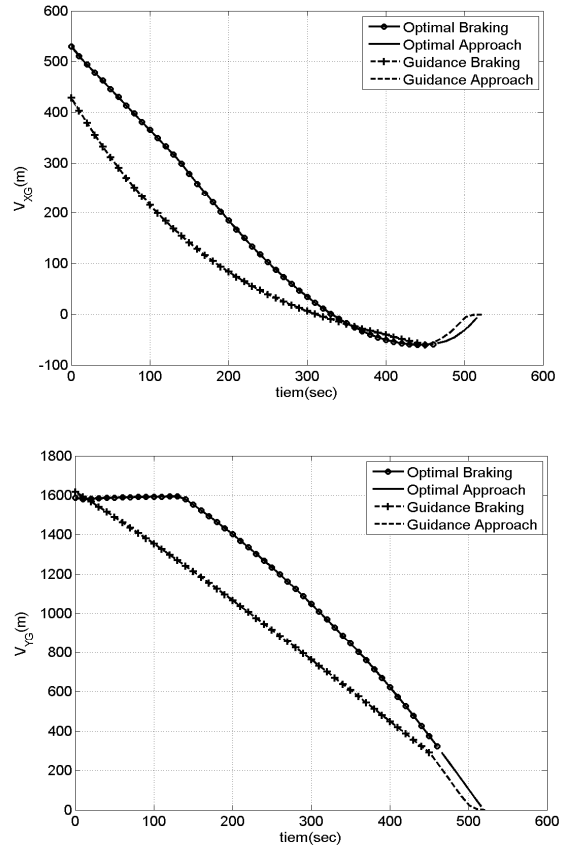 600
500
400
300
200
100
0
-100
V_XG(m)
Optimal Braking
Optimal Approach
Guidance Braking
Guidance Approach
0 100 200 300 400 500 600
tiem(sec)
1800
1600
1400
1200
1000
800
600
400
200
0
V_YG(m)
Optimal Braking
Optimal Approach
Guidance Braking
Guidance Approach
0 100 200 300 400 500 600
tiem(sec)